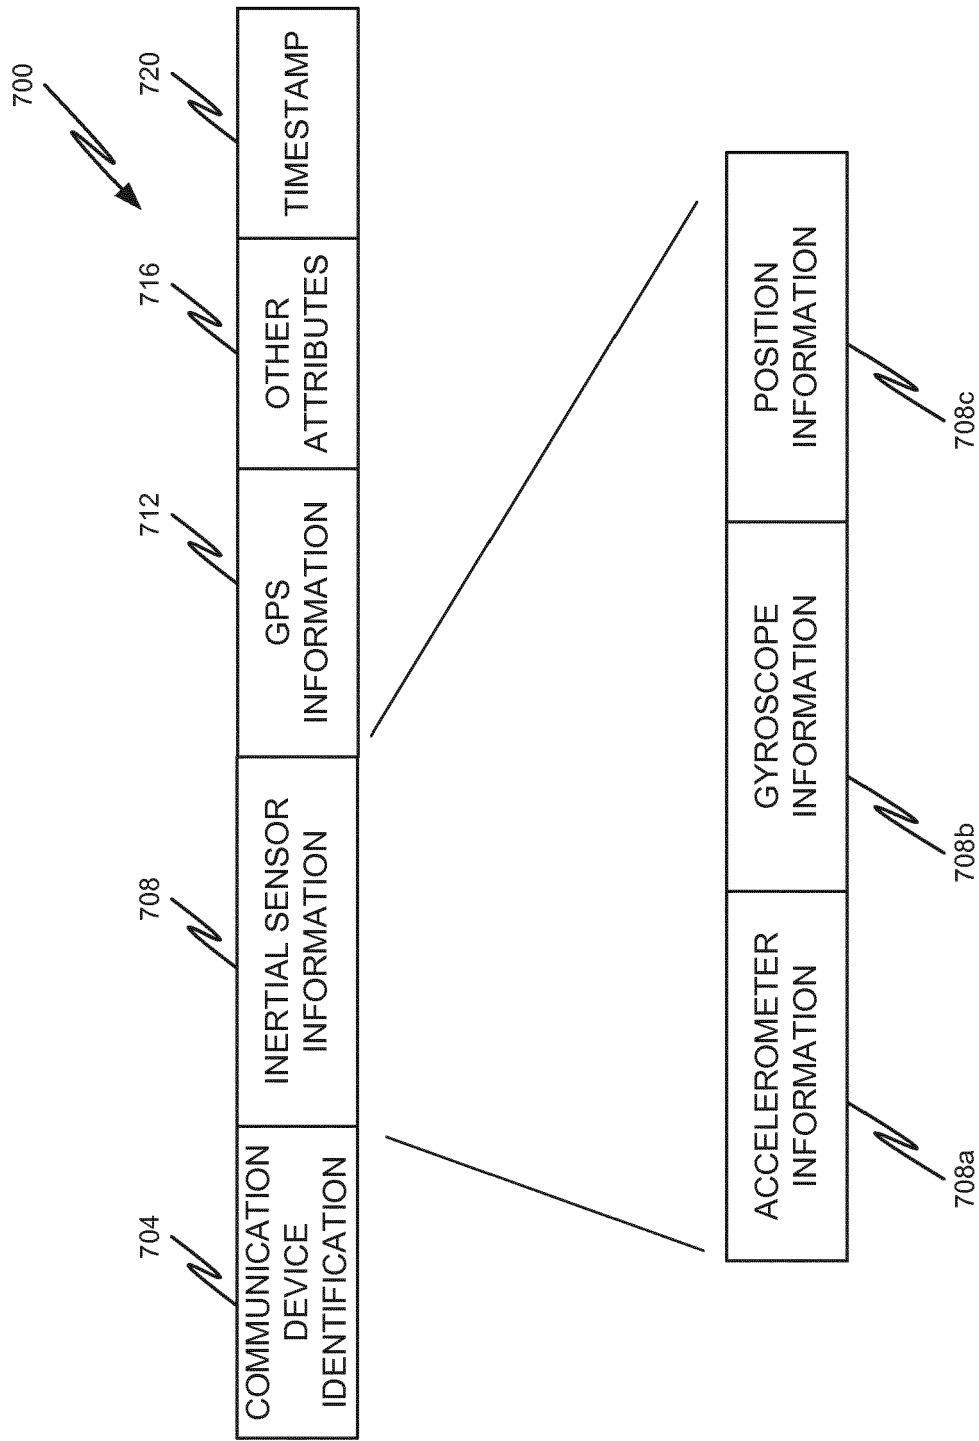 700
704
708
712
716
720
COMMUNICATION
DEVICE
IDENTIFICATION
INERTIAL SENSOR
INFORMATION
GPS
INFORMATION
OTHER
ATTRIBUTES
TIMESTAMP
ACCELEROMETER
INFORMATION
GYROSCOPE
INFORMATION
POSITION
INFORMATION
708a
708b
708c